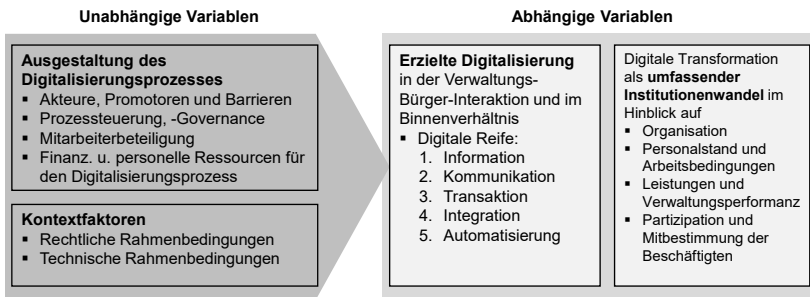 Unabhängige Variablen
Ausgestaltung des
Digitalisierungsprozesses
▪ Akteure, Promotoren und Barrieren
▪ Prozessteuerung, -Governance
▪ Mitarbeiterbeteiligung
▪ Finanz. u. personelle Ressourcen für
den Digitalisierungsprozess
Kontextfaktoren
▪ Rechtliche Rahmenbedingungen
▪ Technische Rahmenbedingungen
Abhängige Variablen
Erzielte Digitalisierung
in der Verwaltungs-
Bürger-Interaktion und im
Binnenverhältnis
▪ Digitale Reife:
1. Information
2. Kommunikation
3. Transaktion
4. Integration
5. Automatisierung
Digitale Transformation
als umfassender
Institutionenwandel im
Hinblick auf
▪ Organisation
▪ Personalstand und
Arbeitsbedingungen
▪ Leistungen und
Verwaltungsperformanz
▪ Partizipation und
Mitbestimmung der
Beschäftigten